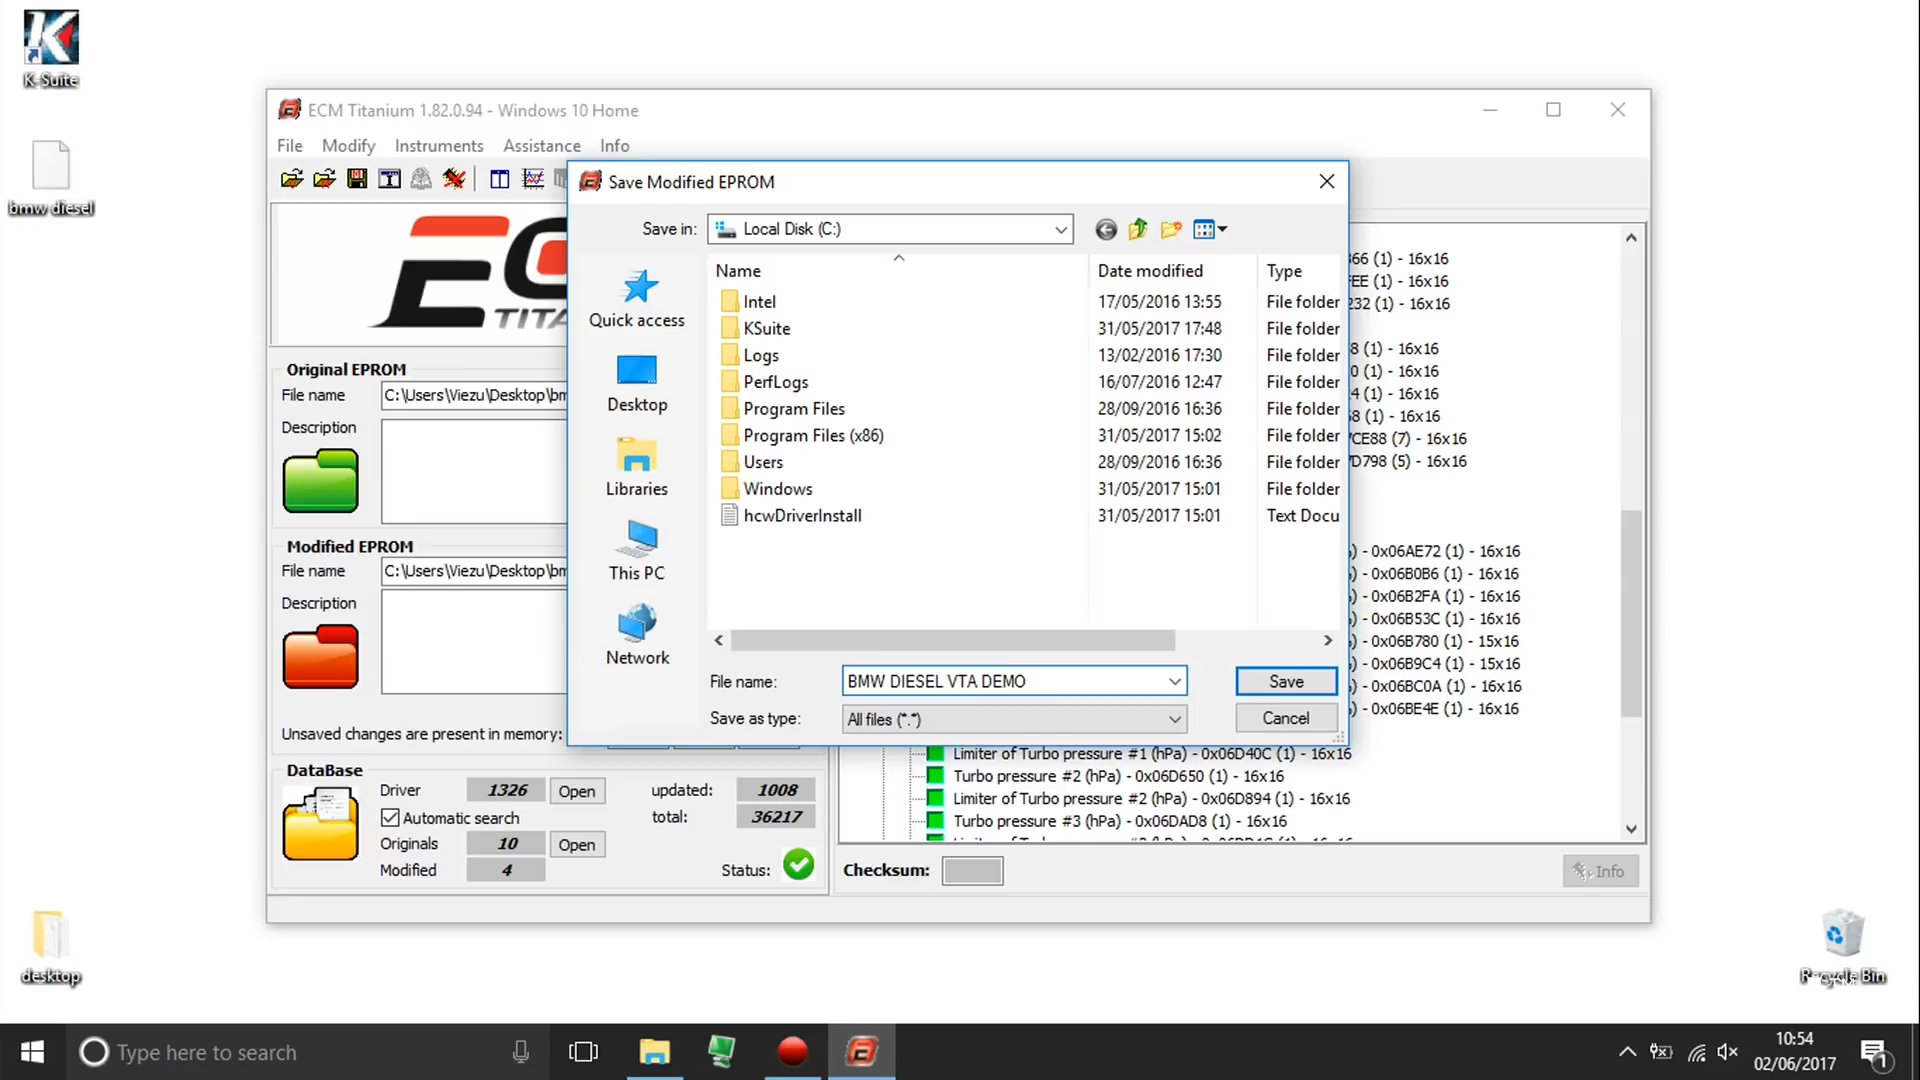 K-Suite
bmw diesel
ECM Titanium 1.82.0.94 - Windows 10 Home
File Modify Instruments Assistance Info
TITA
Original EPROM
File name C:\Users\Viezu\Desktop\bm
Description
Modified EPROM
File name C:\Users\Viezu\Desktop\bm
Description
Unsaved changes are present in memory:
DataBase
Driver 1326 Open updated: 1008
Automatic search total: 36217
Originals 10 Open
Modified 4 Status:
Save Modified EPROM
Save in: Local Disk (C:)
Quick access
Desktop
Libraries
This PC
Network
Name Date modified Type
Intel 17/05/2016 13:55 File folder
KSuite 31/05/2017 17:48 File folder
Logs 13/02/2016 17:30 File folder
PerfLogs 16/07/2016 12:47 File folder
Program Files 28/09/2016 16:36 File folder
Program Files (x86) 31/05/2017 15:02 File folder
Users 28/09/2016 16:36 File folder
Windows 31/05/2017 15:01 File folder
hcwDriverInstall 31/05/2017 15:01 Text Docu
File name: BMW DIESEL VTA DEMO Save
Save as type: All files (*.*) Cancel
366 (1) - 16x16
FEE (1) - 16x16
232 (1) - 16x16
8 (1) - 16x16
0 (1) - 16x16
4 (1) - 16x16
8 (1) - 16x16
7CE88 (7) - 16x16
7D798 (5) - 16x16
) - 0x06AE72 (1) - 16x16
) - 0x06B0B6 (1) - 16x16
) - 0x06B2FA (1) - 16x16
) - 0x06B53C (1) - 16x16
) - 0x06B780 (1) - 15x16
) - 0x06B9C4 (1) - 15x16
) - 0x06BC0A (1) - 16x16
) - 0x06BE4E (1) - 16x16
Limiter of Turbo pressure #1 (hPa) - 0x06D40C (1) - 16x16
Turbo pressure #2 (hPa) - 0x06D650 (1) - 16x16
Limiter of Turbo pressure #2 (hPa) - 0x06D894 (1) - 16x16
Turbo pressure #3 (hPa) - 0x06DAD8 (1) - 16x16
Checksum: Info
desktop
Recycle Bin
Type here to search
10:54
02/06/2017
1